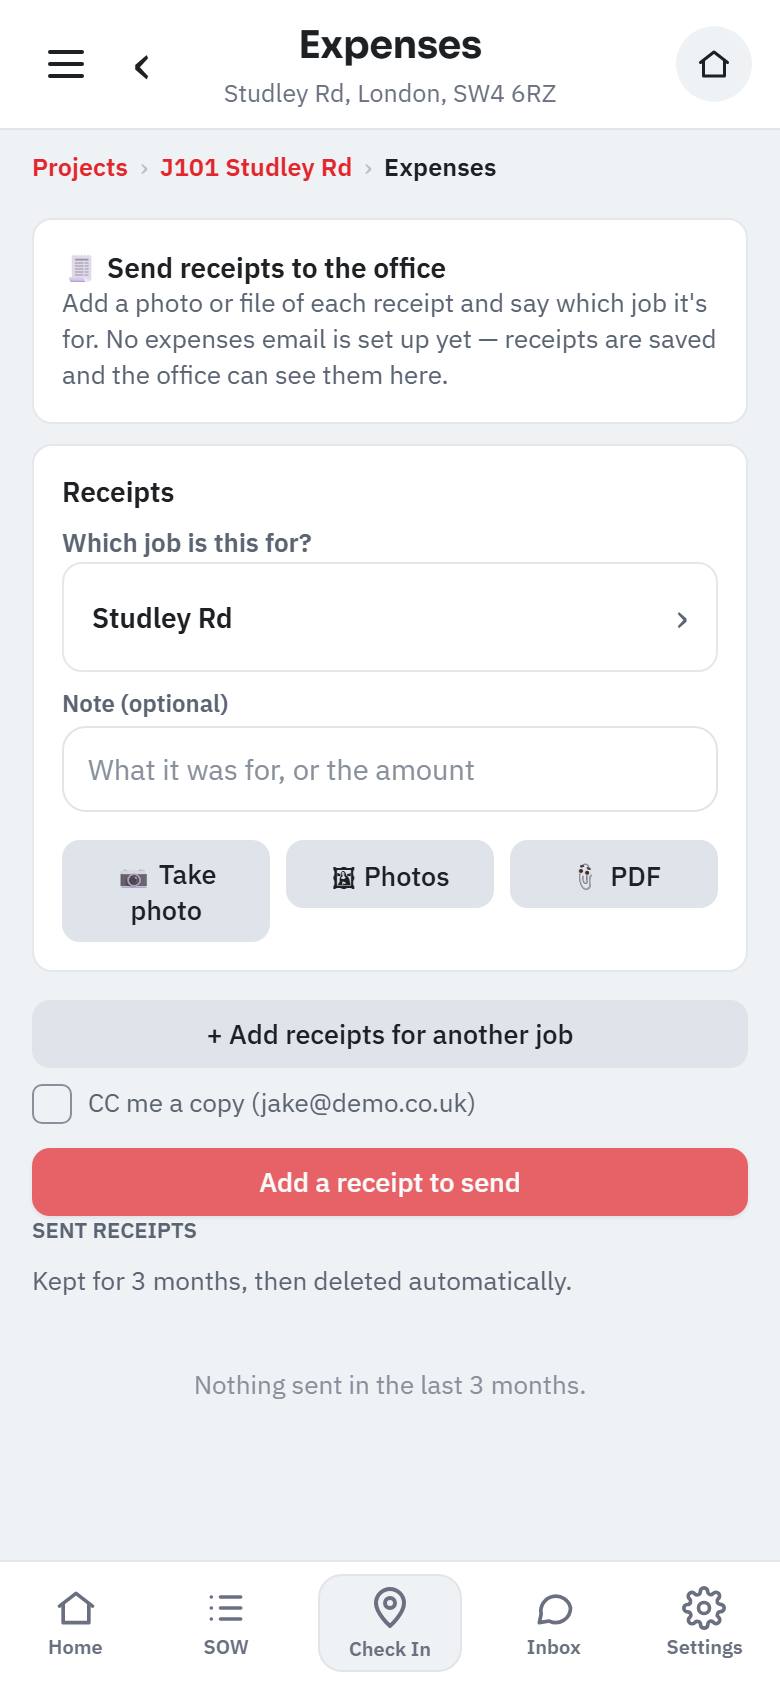 Expenses
Studley Rd, London, SW4 6RZ
Projects › J101 Studley Rd › Expenses
Send receipts to the office
Add a photo or file of each receipt and say which job it's
for. No expenses email is set up yet — receipts are saved
and the office can see them here.
Receipts
Which job is this for?
Studley Rd
Note (optional)
What it was for, or the amount
Take
photo
Photos
PDF
+ Add receipts for another job
CC me a copy (jake@demo.co.uk)
Add a receipt to send
SENT RECEIPTS
Kept for 3 months, then deleted automatically.
Nothing sent in the last 3 months.
Home
SOW
Check In
Inbox
Settings